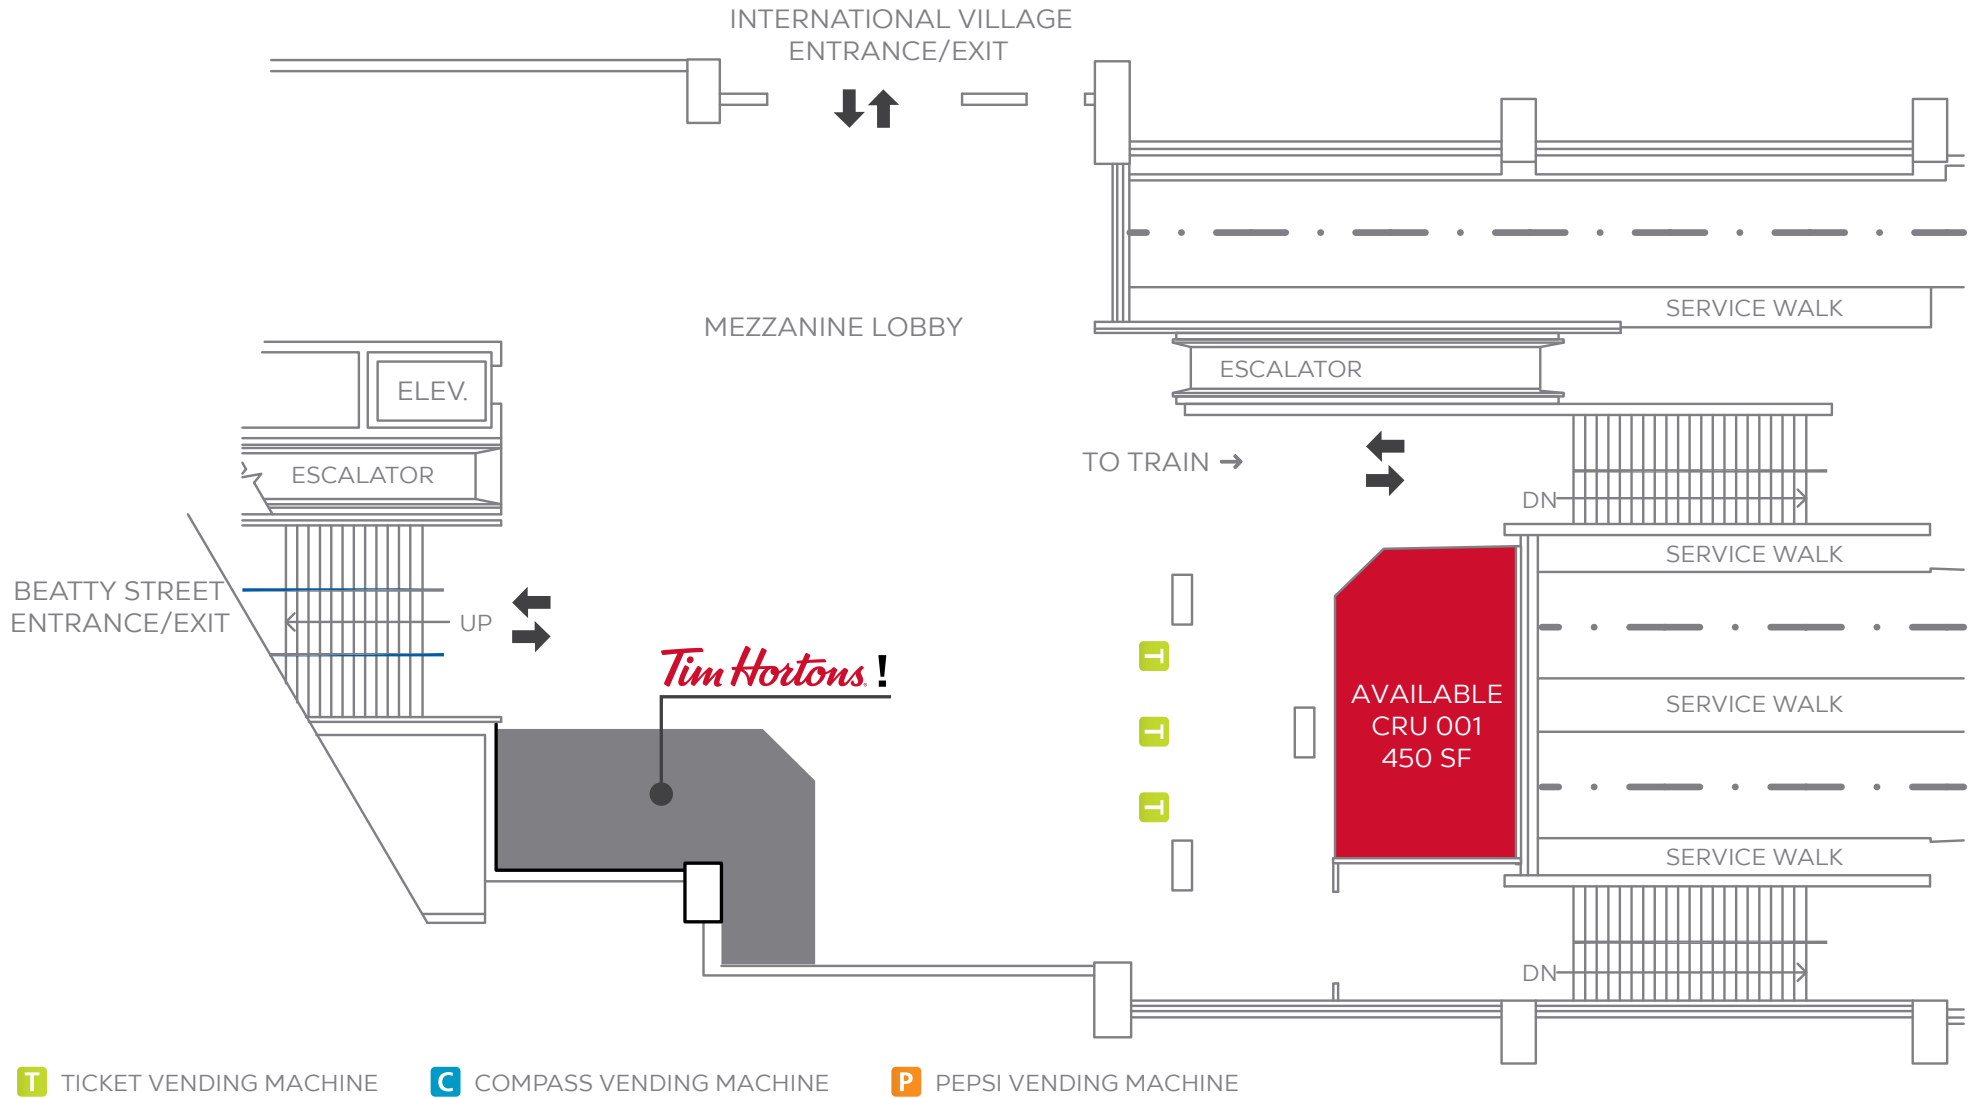 INTERNATIONAL VILLAGE
ENTRANCE/EXIT
SERVICE WALK
MEZZANINE LOBBY
ESCALATOR
ELEV.
TO TRAIN →
ESCALATOR
DN
SERVICE WALK
BEATTY STREET
ENTRANCE/EXIT
UP
Tim Hortons. !
T
T
T
AVAILABLE
CRU 001
450 SF
SERVICE WALK
SERVICE WALK
DN
T TICKET VENDING MACHINE
C COMPASS VENDING MACHINE
P PEPSI VENDING MACHINE